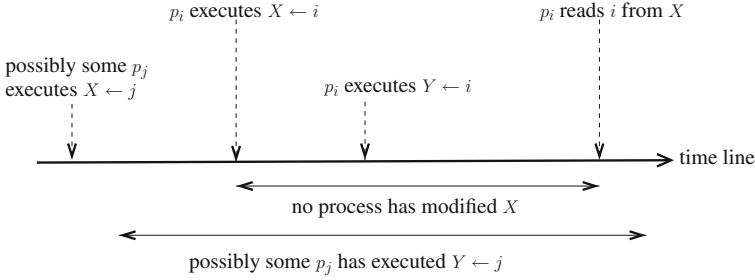 p_i executes X ← i
p_i reads i from X
possibly some p_j
executes X ← j
p_i executes Y ← i
time line
no process has modified X
possibly some p_j has executed Y ← j